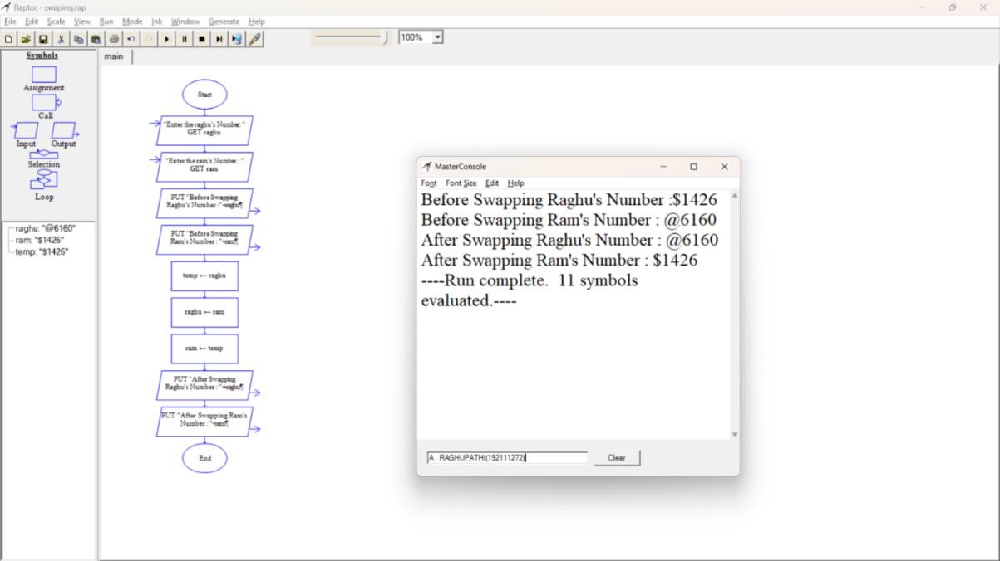 Raptor - swaping.rap
File Edit Scale View Run Mode Ink Window Generate Help
100%
Symbols
Assignment
Call
Input Output
Selection
Loop
raghu: "@6160"
ram: "$1426"
temp: "$1426"
main
Start
"Enter the raghu's Number: "
GET raghu
"Enter the ram's Number : "
GET ram
PUT "Before Swapping
Raghu's Number :"+raghu¶
PUT "Before Swapping
Ram's Number : "+ram¶
temp ← raghu
raghu ← ram
ram ← temp
PUT "After Swapping
Raghu's Number : "+raghu¶
PUT "After Swapping Ram's
Number : "+ram¶
End
MasterConsole
Font Font Size Edit Help
Before Swapping Raghu's Number :$1426
Before Swapping Ram's Number : @6160
After Swapping Raghu's Number : @6160
After Swapping Ram's Number : $1426
----Run complete. 11 symbols
evaluated.----
A . RAGHUPATHI(192111272)
Clear